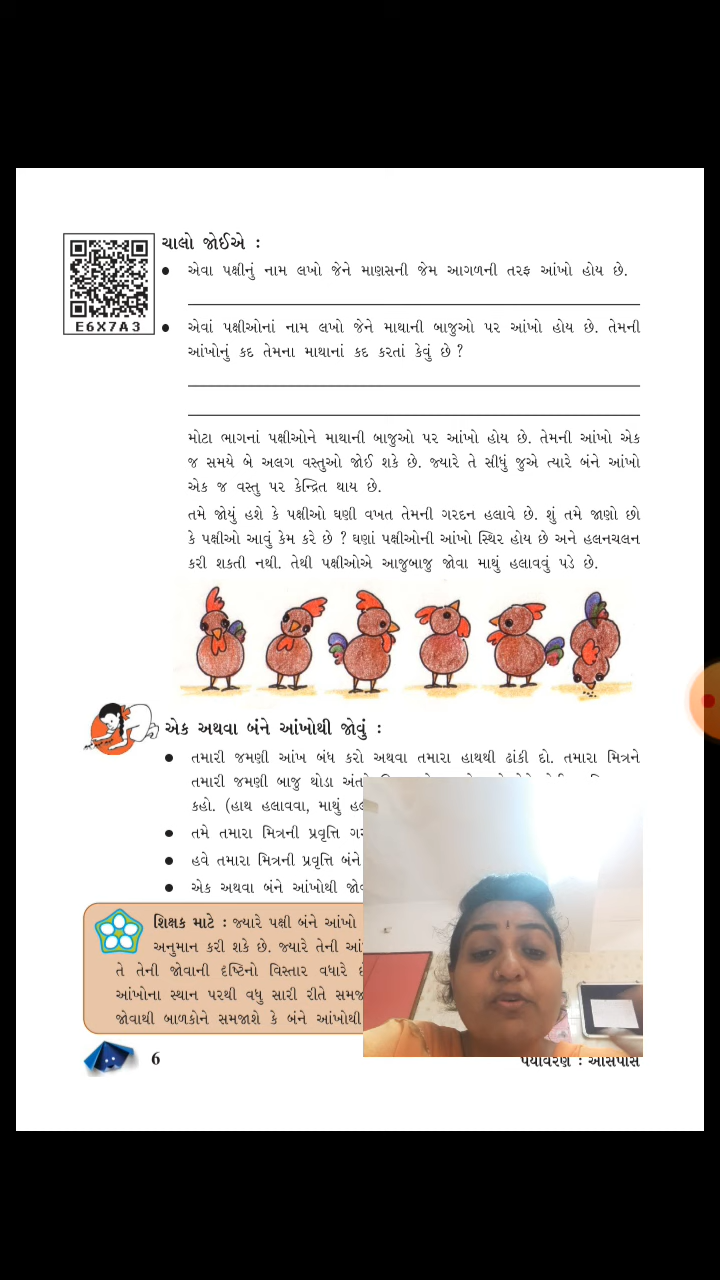 ચાલો જોઈએ :
● એવા પક્ષીનું નામ લખો જેને માણસની જેમ આગળની તરફ આંખો હોય છે.
E6X7A3
● એવાં પક્ષીઓનાં નામ લખો જેને માથાની બાજુઓ પર આંખો હોય છે. તેમની
આંખોનું કદ તેમના માથાનાં કદ કરતાં કેવું છે ?
મોટા ભાગનાં પક્ષીઓને માથાની બાજુઓ પર આંખો હોય છે. તેમની આંખો એક
જ સમયે બે અલગ વસ્તુઓ જોઈ શકે છે. જ્યારે તે સીધું જુએ ત્યારે બંને આંખો
એક જ વસ્તુ પર કેન્દ્રિત થાય છે.
તમે જોયું હશે કે પક્ષીઓ ઘણી વખત તેમની ગરદન હલાવે છે. શું તમે જાણો છો
કે પક્ષીઓ આવું કેમ કરે છે ? ઘણાં પક્ષીઓની આંખો સ્થિર હોય છે અને હલનચલન
કરી શકતી નથી. તેથી પક્ષીઓએ આજુબાજુ જોવા માથું હલાવવું પડે છે.
એક અથવા બંને આંખોથી જોવું :
● તમારી જમણી આંખ બંધ કરો અથવા તમારા હાથથી ઢાંકી દો. તમારા મિત્રને
તમારી જમણી બાજુ થોડા
કહો. (હાથ હલાવવા, માથું
● તમે તમારા મિત્રની પ્રવૃત્તિ
● હવે તમારા મિત્રની પ્રવૃત્તિ બંને
● એક અથવા બંને આંખોથી
શિક્ષક માટે : જ્યારે પક્ષી બંને આંખો
અનુમાન કરી શકે છે. જ્યારે તેની
તે તેની જોવાની દૃષ્ટિનો વિસ્તાર વધારે
આંખોના સ્થાન પરથી વધુ સારી રીતે
જોવાથી બાળકોને સમજાશે કે બંને આંખોથી
6
પર્યાવરણ : આસપાસ